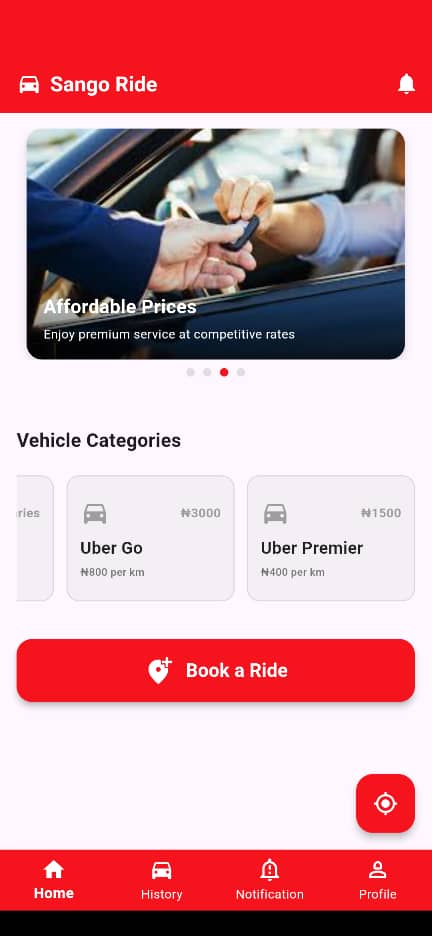 Sango Ride
Affordable Prices
Enjoy premium service at competitive rates
Vehicle Categories
₦3000
Uber Go
₦800 per km
₦1500
Uber Premier
₦400 per km
Book a Ride
Home
History
Notification
Profile